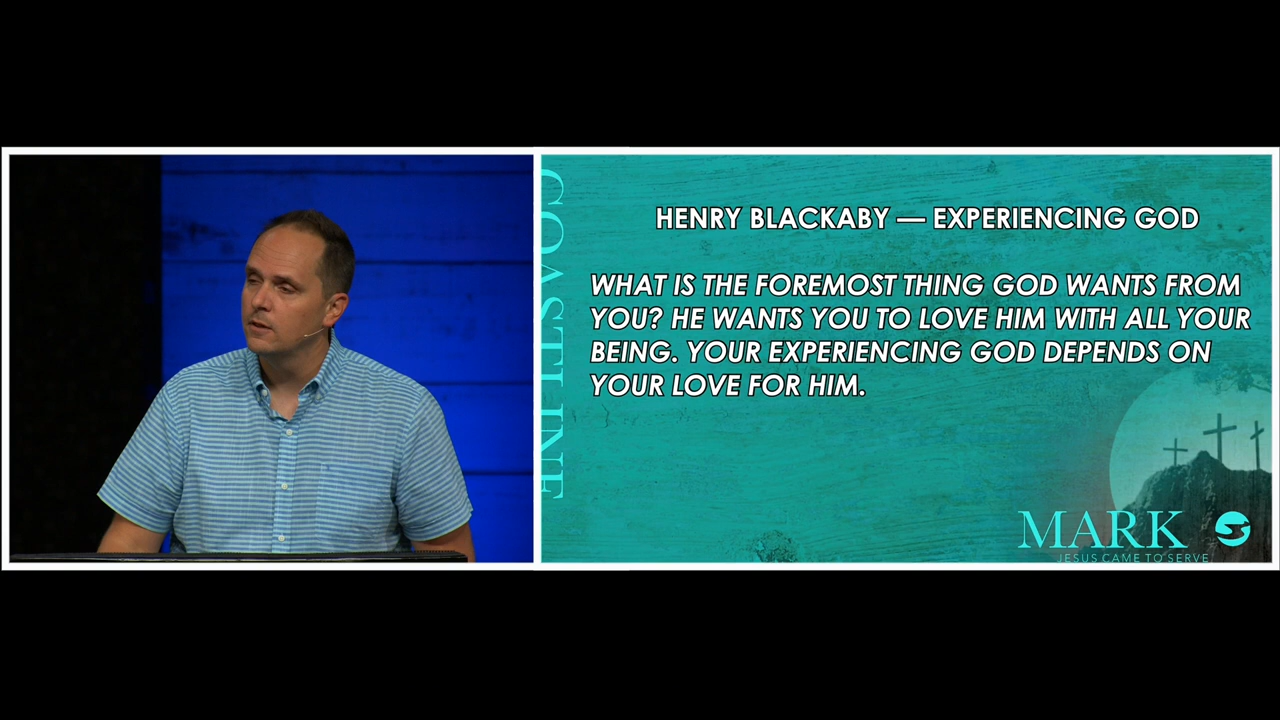 COASTLINE
HENRY BLACKABY — EXPERIENCING GOD
WHAT IS THE FOREMOST THING GOD WANTS FROM
YOU? HE WANTS YOU TO LOVE HIM WITH ALL YOUR
BEING. YOUR EXPERIENCING GOD DEPENDS ON
YOUR LOVE FOR HIM.
MARK
JESUS CAME TO SERVE